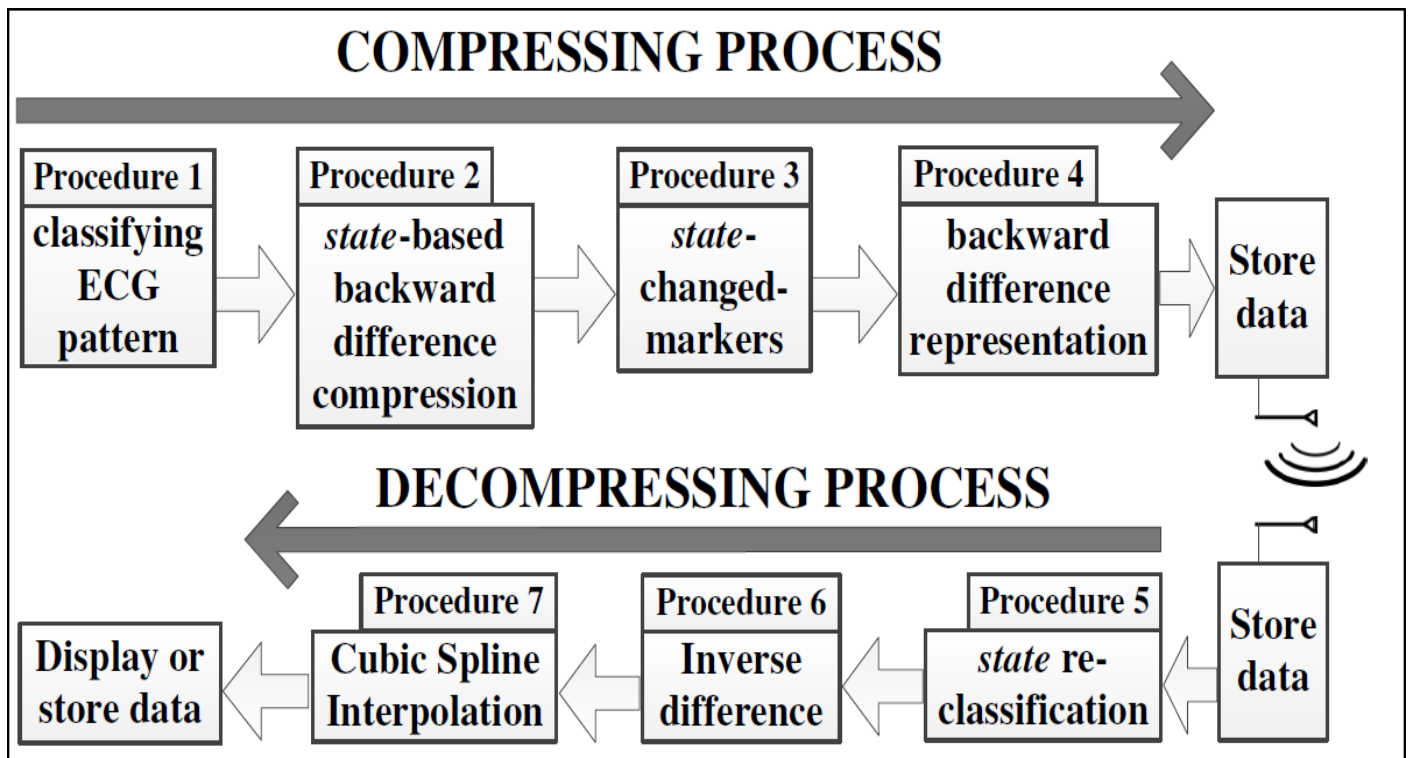 COMPRESSING PROCESS
Procedure 1
classifying
ECG
pattern
Procedure 2
state-based
backward
difference
compression
Procedure 3
state-
changed-
markers
Procedure 4
backward
difference
representation
Store
data
DECOMPRESSING PROCESS
Store
data
Procedure 5
state re-
classification
Procedure 6
Inverse
difference
Procedure 7
Cubic Spline
Interpolation
Display or
store data